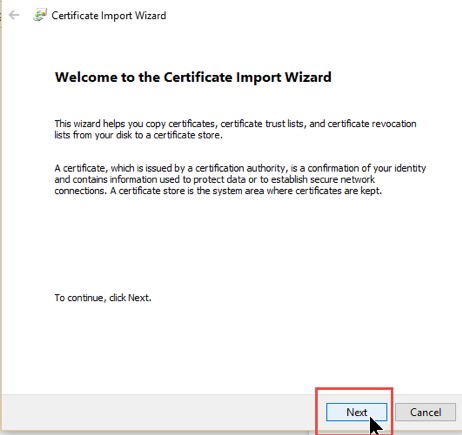 Certificate Import Wizard
Welcome to the Certificate Import Wizard
This wizard helps you copy certificates, certificate trust lists, and certificate revocation
lists from your disk to a certificate store.
A certificate, which is issued by a certification authority, is a confirmation of your identity
and contains information used to protect data or to establish secure network
connections. A certificate store is the system area where certificates are kept.
To continue, click Next.
Next
Cancel